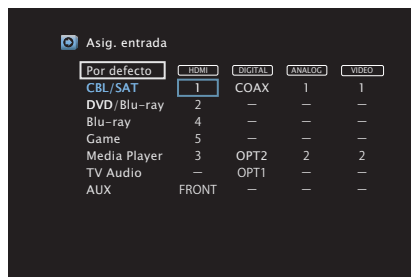 Asig. entrada
Por defecto HDMI DIGITAL ANALOG VIDEO
CBL/SAT 1 COAX 1 1
DVD/Blu-ray 2 – – –
Blu-ray 4 – – –
Game 5 – – –
Media Player 3 OPT2 2 2
TV Audio – OPT1 – –
AUX FRONT – – –